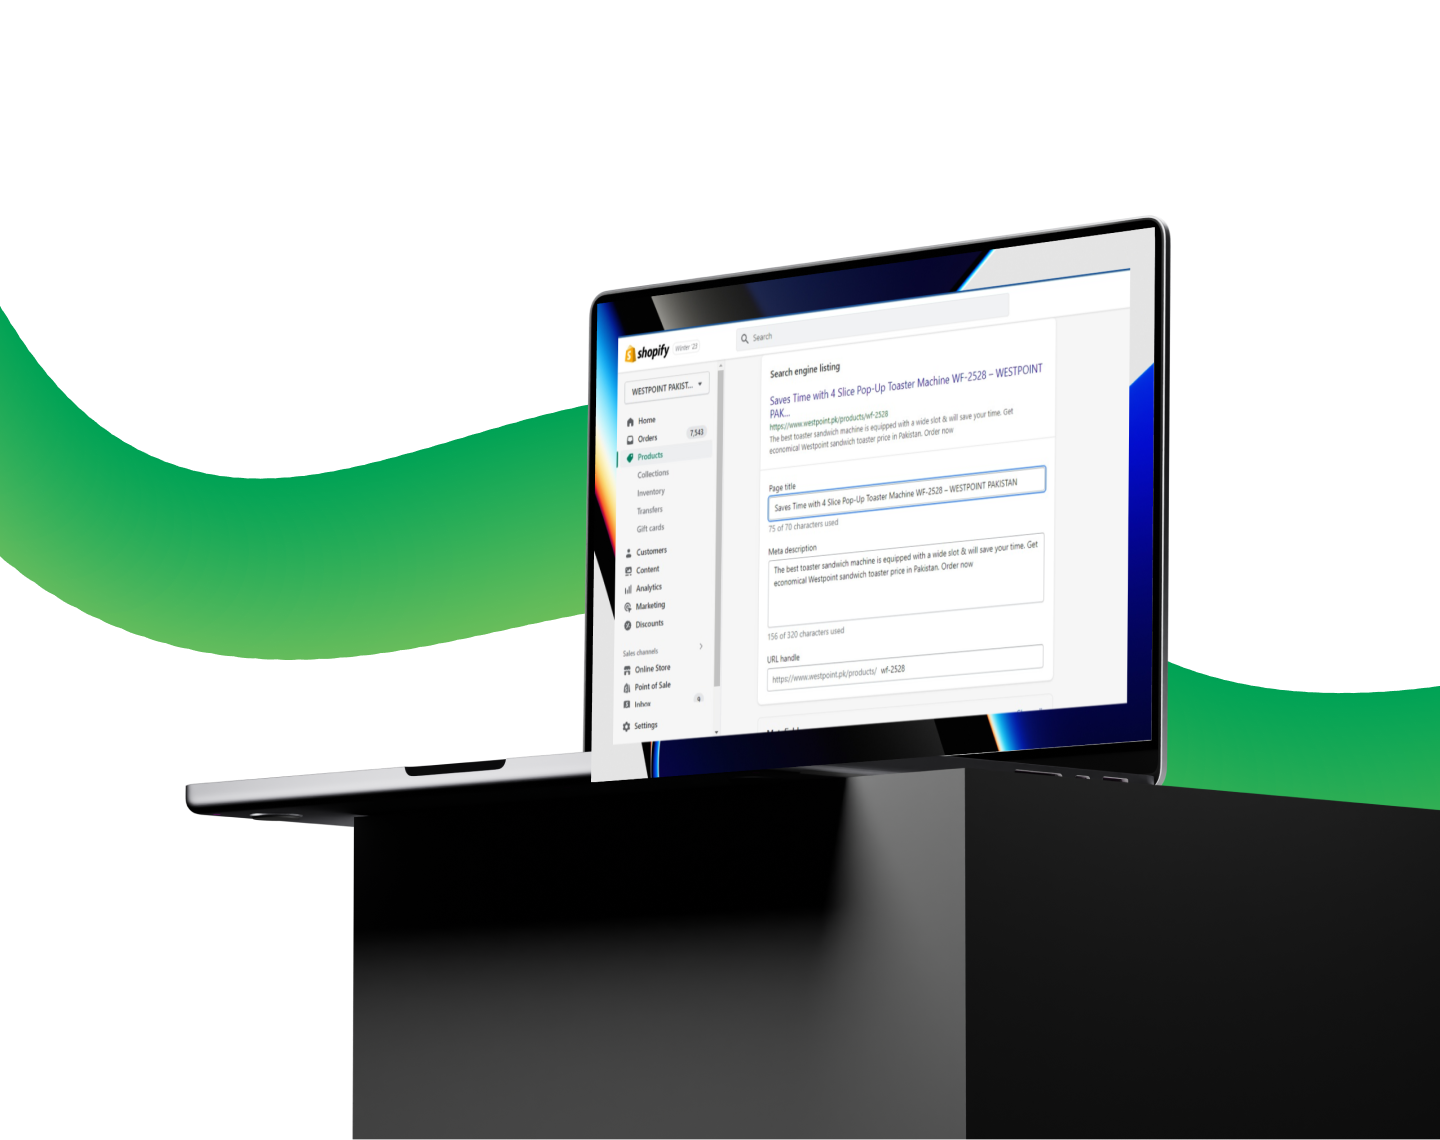 shopify
Winter '23
Search
WESTPOINT PAKIST...
Home
Orders
7,543
Products
Collections
Inventory
Transfers
Gift cards
Customers
Content
Analytics
Marketing
Discounts
Sales channels
Online Store
Point of Sale
Inbox
Settings
Search engine listing
Saves Time with 4 Slice Pop-Up Toaster Machine WF-2528 – WESTPOINT
PAK...
https://www.westpoint.pk/products/wf-2528
The best toaster sandwich machine is equipped with a wide slot & will save your time. Get
economical Westpoint sandwich toaster price in Pakistan. Order now
Page title
Saves Time with 4 Slice Pop-Up Toaster Machine WF-2528 – WESTPOINT PAKISTAN
75 of 70 characters used
Meta description
The best toaster sandwich machine is equipped with a wide slot & will save your time. Get
economical Westpoint sandwich toaster price in Pakistan. Order now
156 of 320 characters used
URL handle
https://www.westpoint.pk/products/ wf-2528